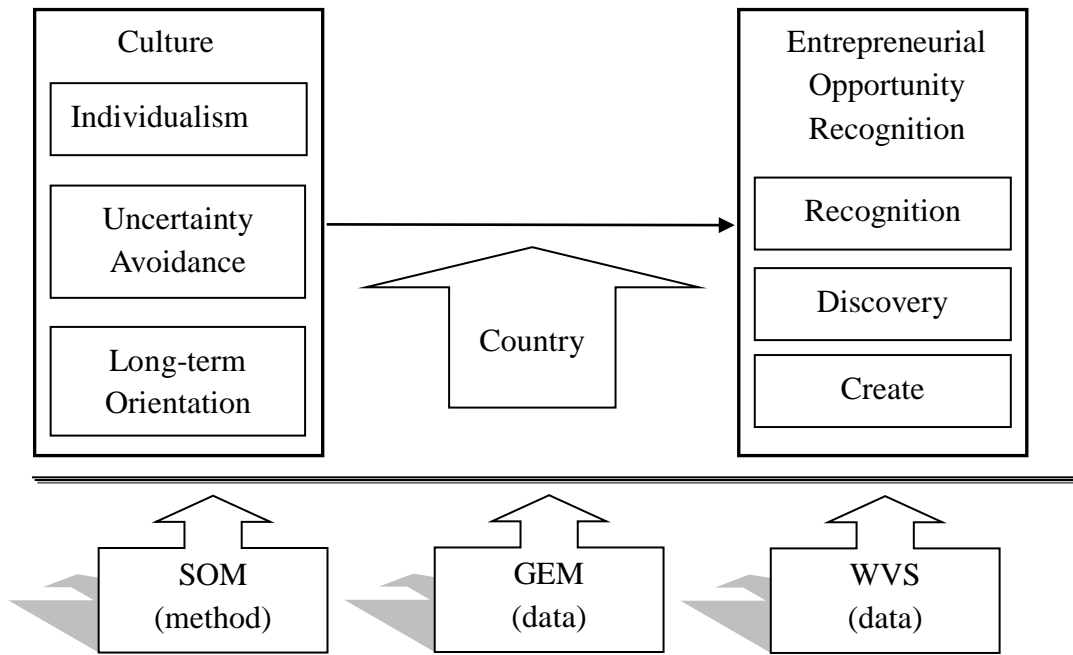 Culture
Individualism
Uncertainty
Avoidance
Long-term
Orientation
Country
Entrepreneurial
Opportunity
Recognition
Recognition
Discovery
Create
SOM
(method)
GEM
(data)
WVS
(data)